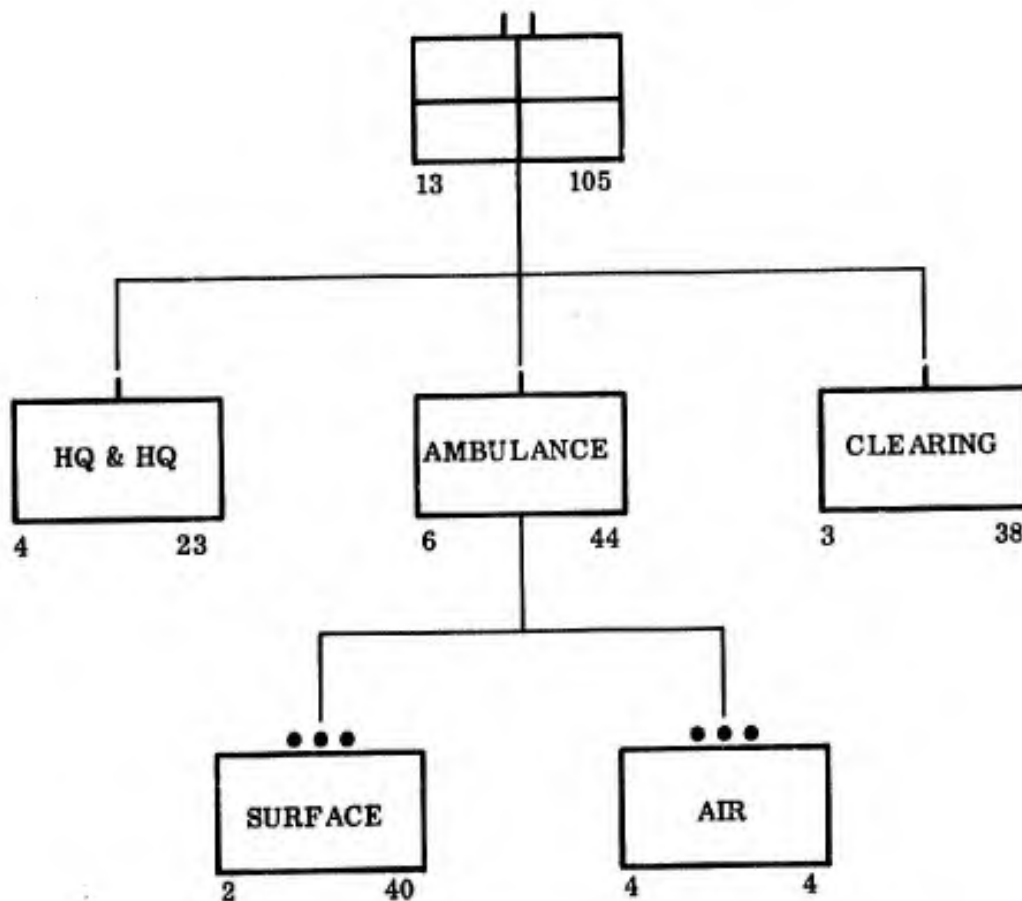 13 105
HQ & HQ
AMBULANCE
CLEARING
4 23
6 44
3 38
SURFACE
AIR
2 40
4 4